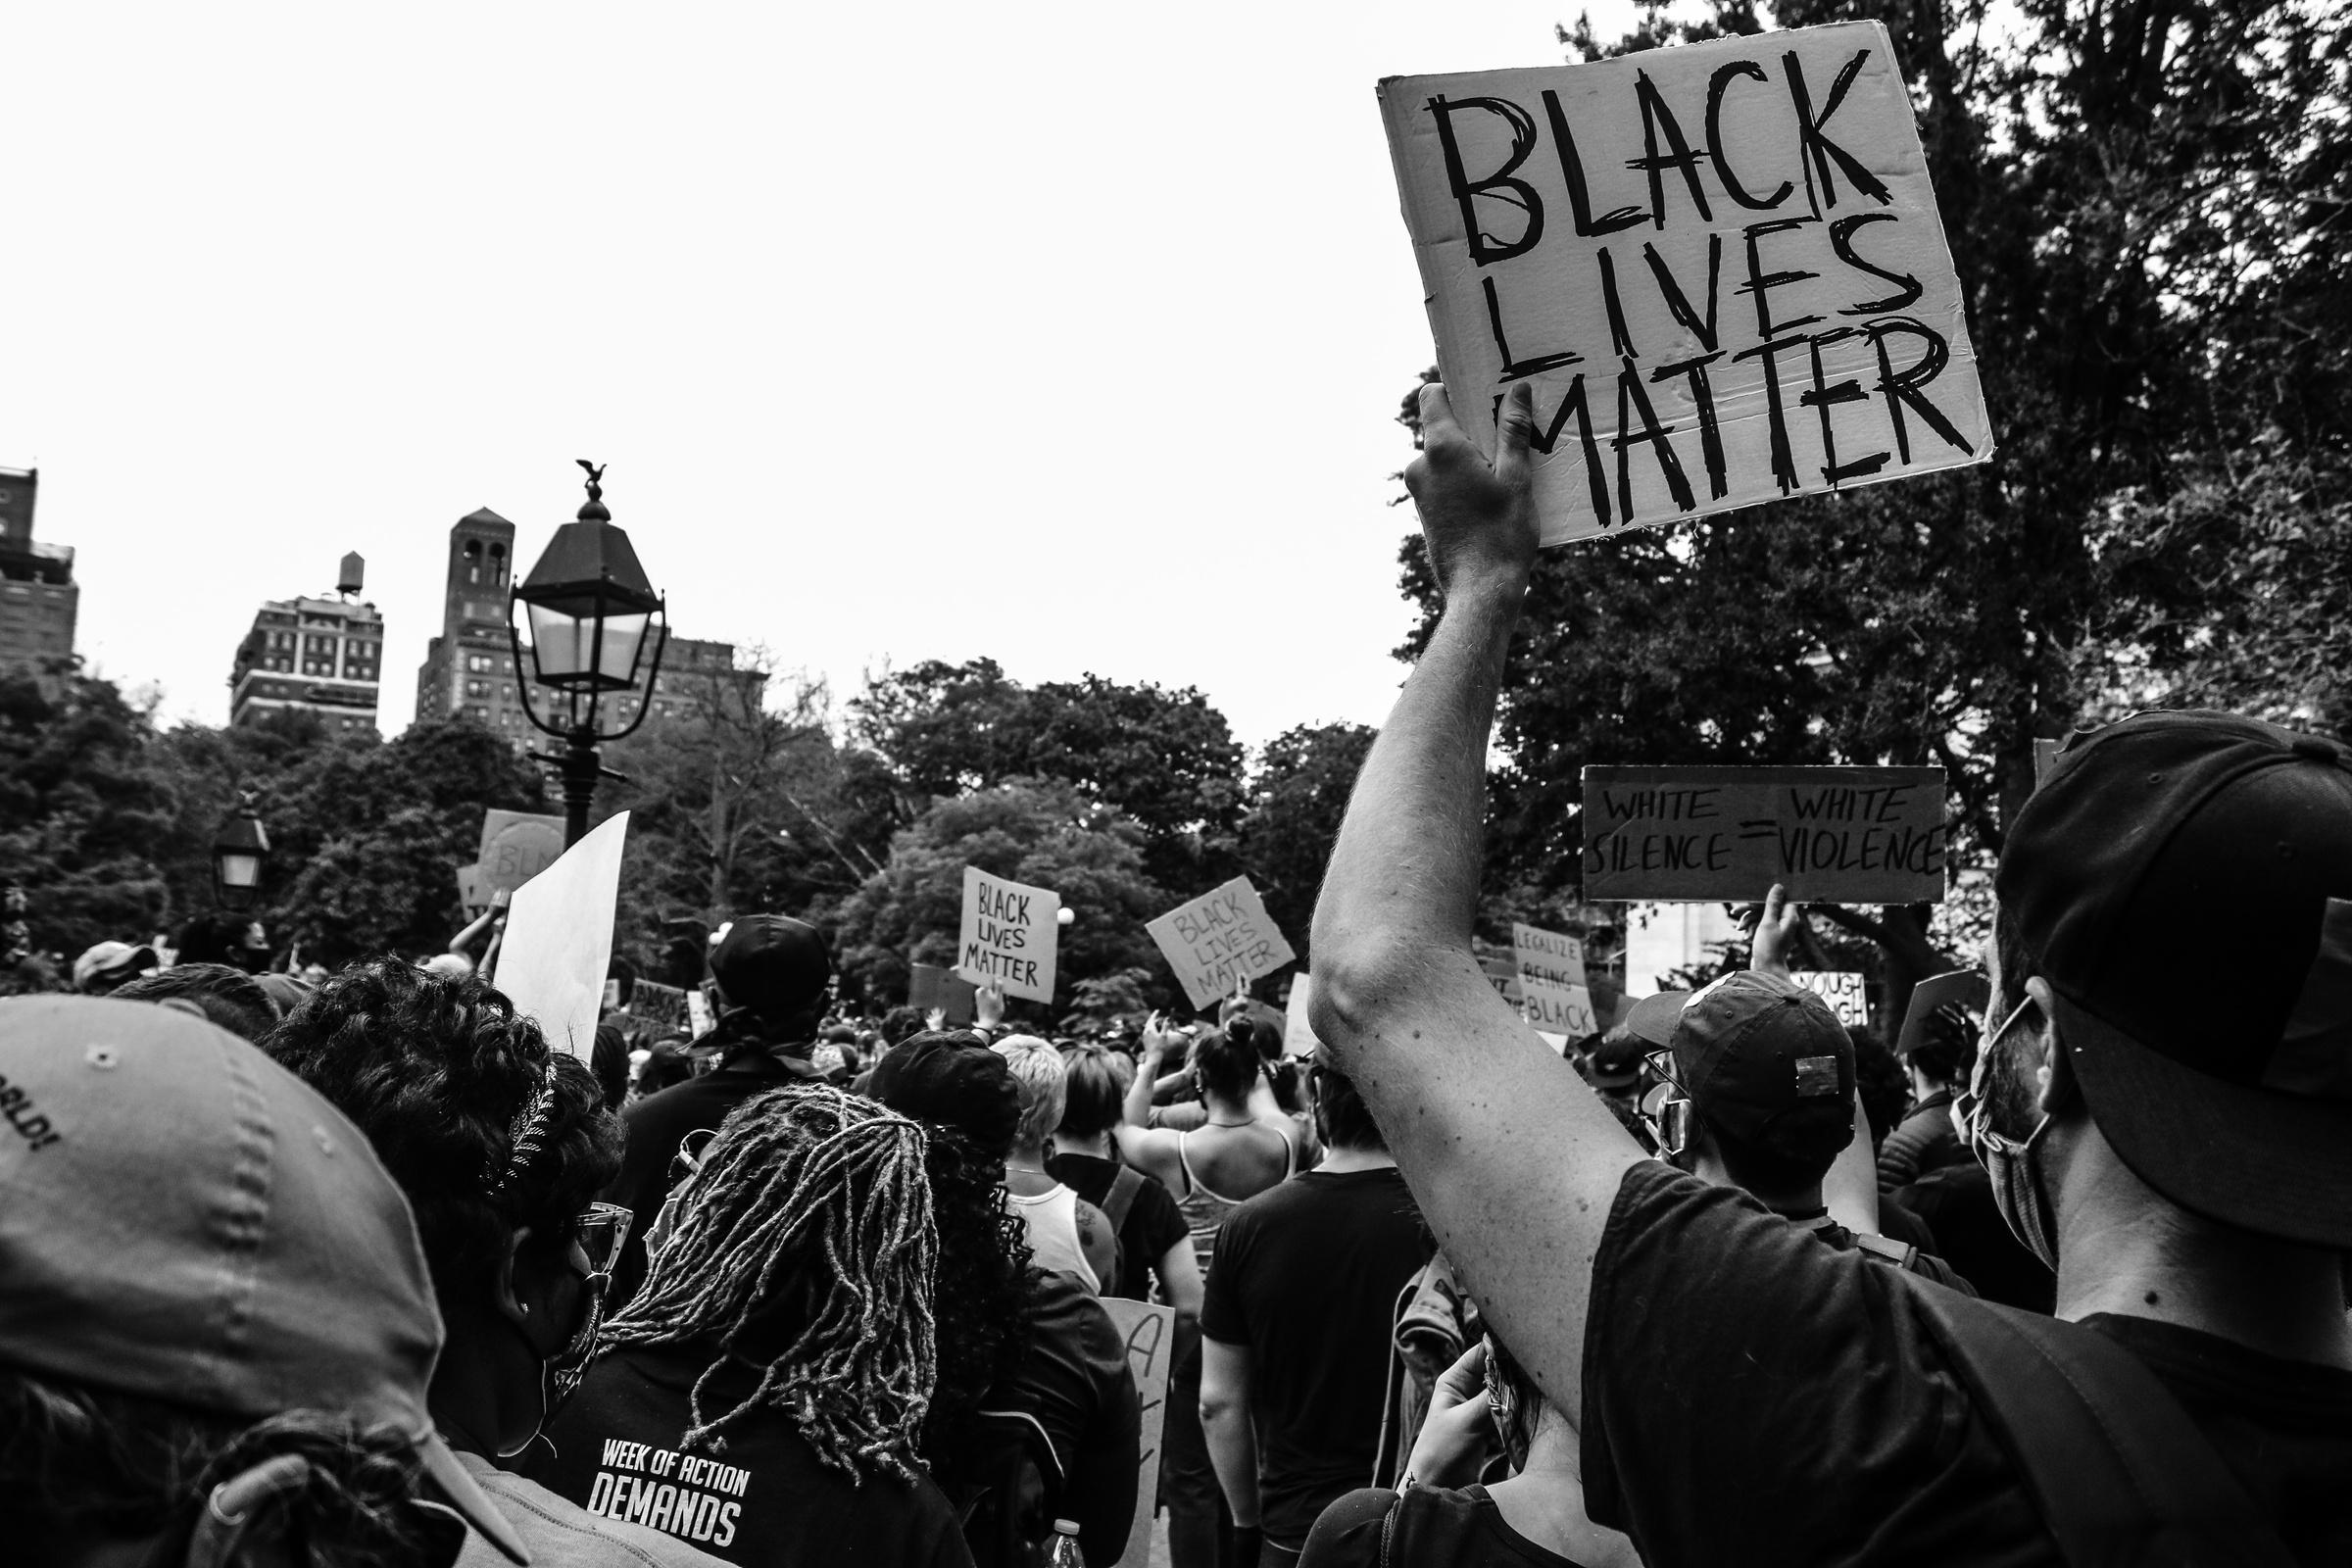 BLACK
LIVES
MATTER
WHITE WHITE
SILENCE = VIOLENCE
BLACK
LIVES
MATTER
BLACK
LIVES
MATTER
LEGALIZE
BEING
BLACK
BLM
WEEK OF ACTION
DEMANDS